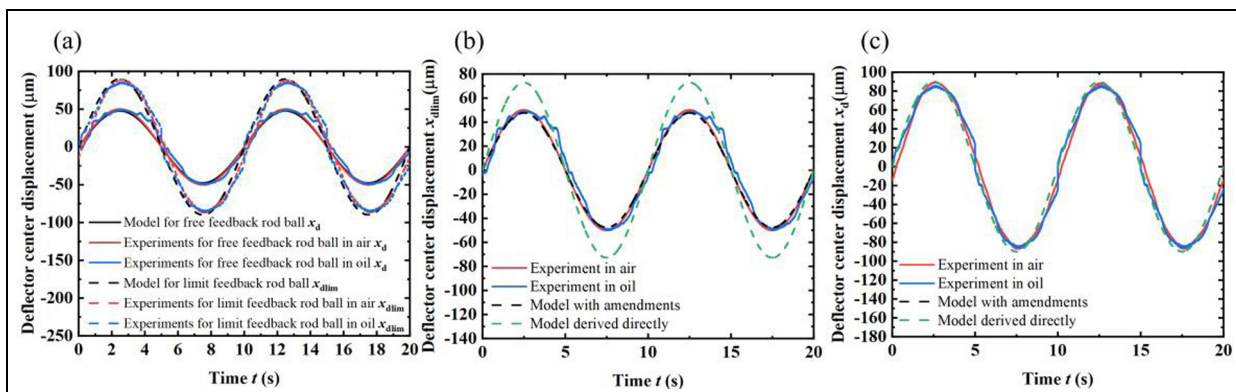 (a)
Deflector center displacement (μm)
100
50
0
-50
-100
-150
-200
-250
0 2 4 6 8 10 12 14 16 18 20
Time t (s)
Model for free feedback rod ball xd
Experiments for free feedback rod ball in air xd
Experiments for free feedback rod ball in oil xd
Model for limit feedback rod ball xdlim
Experiments for limit feedback rod ball in air xdlim
Experiments for limit feedback rod ball in oil xdlim
(b)
Deflector center displacement xdlim(μm)
80
60
40
20
0
-20
-40
-60
-80
-100
-120
-140
0 5 10 15 20
Time t (s)
Experiment in air
Experiment in oil
Model with amendments
Model derived directly
(c)
Deflector center displacement xd(μm)
100
80
60
40
20
0
-20
-40
-60
-80
-100
-120
-140
-160
-180
0 5 10 15 20
Time t (s)
Experiment in air
Experiment in oil
Model with amendments
Model derived directly